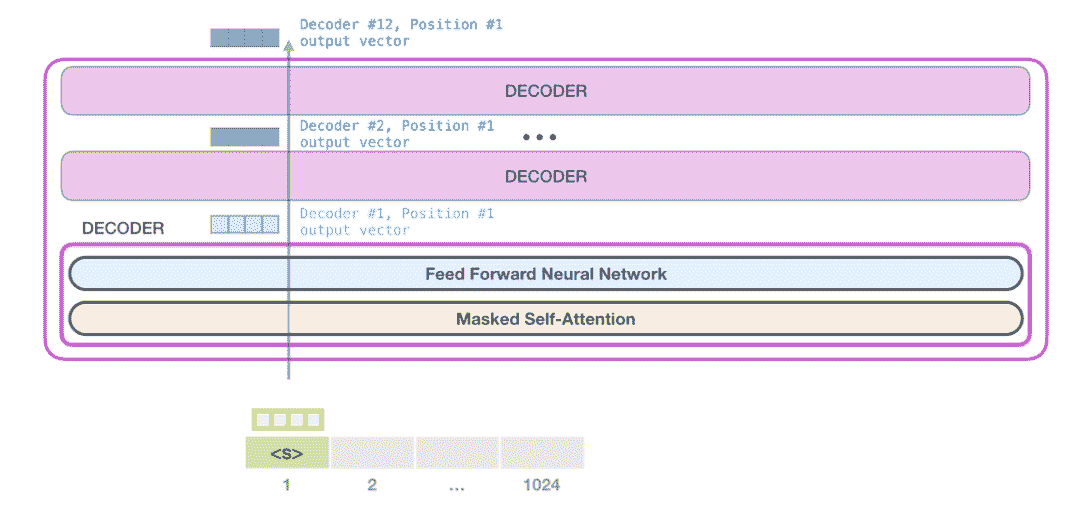 Decoder #12, Position #1
output vector
DECODER
Decoder #2, Position #1
output vector
...
DECODER
Decoder #1, Position #1
output vector
DECODER
Feed Forward Neural Network
Masked Self-Attention
<S>
1 2 ... 1024